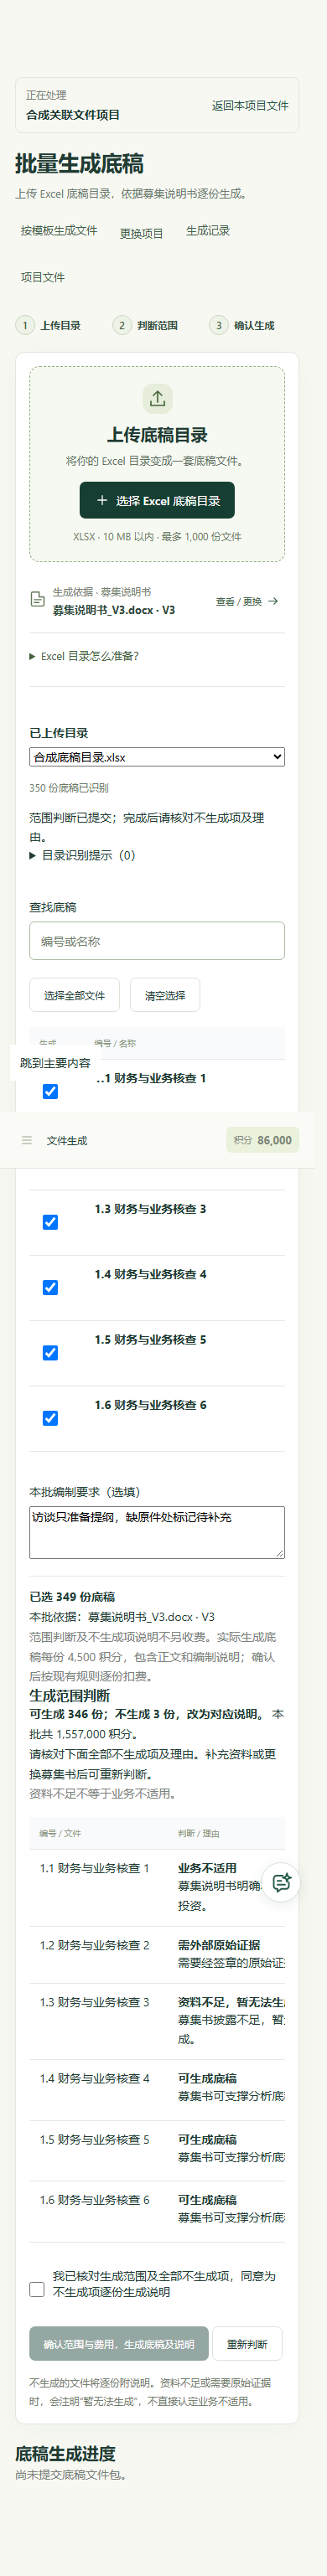 正在处理
合成关联文件项目
返回本项目文件
批量生成底稿
上传 Excel 底稿目录，依据募集说明书逐份生成。
按模板生成文件
更换项目
生成记录
项目文件
1 上传目录
2 判断范围
3 确认生成
上传底稿目录
将你的 Excel 目录变成一套底稿文件。
选择 Excel 底稿目录
XLSX · 10 MB 以内 · 最多 1,000 份文件
生成依据 · 募集说明书
募集说明书_V3.docx · V3
查看 / 更换
Excel 目录怎么准备？
已上传目录
合成底稿目录.xlsx
350 份底稿已识别
范围判断已提交；完成后请核对不生成项及理
由。
目录识别提示（0）
查找底稿
编号或名称
选择全部文件
清空选择
生成
编号 / 名称
跳到主要内容
.1 财务与业务核查 1
文件生成
积分 86,000
1.3 财务与业务核查 3
1.4 财务与业务核查 4
1.5 财务与业务核查 5
1.6 财务与业务核查 6
本批编制要求（选填）
访谈只准备提纲，缺原件处标记待补充
已选 349 份底稿
本批依据：募集说明书_V3.docx · V3
范围判断及不生成项说明不另收费。实际生成底
稿每份 4,500 积分，包含正文和编制说明；确认
后按现有规则逐份扣费。
生成范围判断
可生成 346 份；不生成 3 份，改为对应说明。 本
批共 1,557,000 积分。
请核对下面全部不生成项及理由。补充资料或更
换募集书后可重新判断。
资料不足不等于业务不适用。
编号 / 文件
判断 / 理由
1.1 财务与业务核查 1
业务不适用
募集说明书明确
投资。
1.2 财务与业务核查 2
需外部原始证据
需要经签章的原始证
1.3 财务与业务核查 3
资料不足，暂无法生
募集书披露不足，暂
成。
1.4 财务与业务核查 4
可生成底稿
募集书可支撑分析底
1.5 财务与业务核查 5
可生成底稿
募集书可支撑分析底
1.6 财务与业务核查 6
可生成底稿
募集书可支撑分析底
我已核对生成范围及全部不生成项，同意为
不生成项逐份生成说明
确认范围与费用，生成底稿及说明
重新判断
不生成的文件将逐份附说明。资料不足或需要原始证据
时，会注明“暂无法生成”，不直接认定业务不适用。
底稿生成进度
尚未提交底稿文件包。